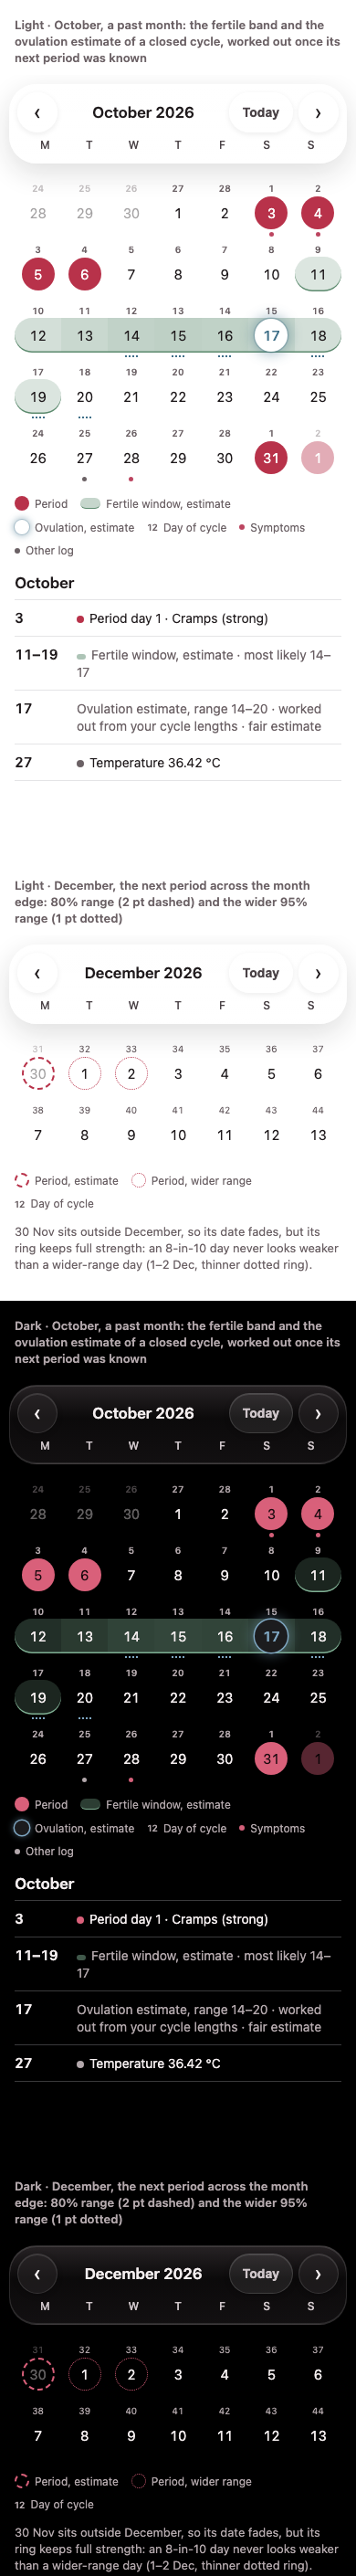 Light · October, a past month: the fertile band and the
ovulation estimate of a closed cycle, worked out once its
next period was known
‹ October 2026 Today ›
M T W T F S S
24 25 26 27 28 1 2
28 29 30 1 2 3 4
3 4 5 6 7 8 9
5 6 7 8 9 10 11
10 11 12 13 14 15 16
12 13 14 15 16 17 18
17 18 19 20 21 22 23
19 20 21 22 23 24 25
24 25 26 27 28 1 2
26 27 28 29 30 31 1
Period Fertile window, estimate
Ovulation, estimate 12 Day of cycle Symptoms
Other log
October
3 Period day 1 · Cramps (strong)
11–19 Fertile window, estimate · most likely 14–
17
17 Ovulation estimate, range 14–20 · worked
out from your cycle lengths · fair estimate
27 Temperature 36.42 °C
Light · December, the next period across the month
edge: 80% range (2 pt dashed) and the wider 95%
range (1 pt dotted)
‹ December 2026 Today ›
M T W T F S S
31 32 33 34 35 36 37
30 1 2 3 4 5 6
38 39 40 41 42 43 44
7 8 9 10 11 12 13
Period, estimate Period, wider range
12 Day of cycle
30 Nov sits outside December, so its date fades, but its
ring keeps full strength: an 8-in-10 day never looks weaker
than a wider-range day (1–2 Dec, thinner dotted ring).
Dark · October, a past month: the fertile band and the
ovulation estimate of a closed cycle, worked out once its
next period was known
‹ October 2026 Today ›
M T W T F S S
24 25 26 27 28 1 2
28 29 30 1 2 3 4
3 4 5 6 7 8 9
5 6 7 8 9 10 11
10 11 12 13 14 15 16
12 13 14 15 16 17 18
17 18 19 20 21 22 23
19 20 21 22 23 24 25
24 25 26 27 28 1 2
26 27 28 29 30 31 1
Period Fertile window, estimate
Ovulation, estimate 12 Day of cycle Symptoms
Other log
October
3 Period day 1 · Cramps (strong)
11–19 Fertile window, estimate · most likely 14–
17
17 Ovulation estimate, range 14–20 · worked
out from your cycle lengths · fair estimate
27 Temperature 36.42 °C
Dark · December, the next period across the month
edge: 80% range (2 pt dashed) and the wider 95%
range (1 pt dotted)
‹ December 2026 Today ›
M T W T F S S
31 32 33 34 35 36 37
30 1 2 3 4 5 6
38 39 40 41 42 43 44
7 8 9 10 11 12 13
Period, estimate Period, wider range
12 Day of cycle
30 Nov sits outside December, so its date fades, but its
ring keeps full strength: an 8-in-10 day never looks weaker
than a wider-range day (1–2 Dec, thinner dotted ring).